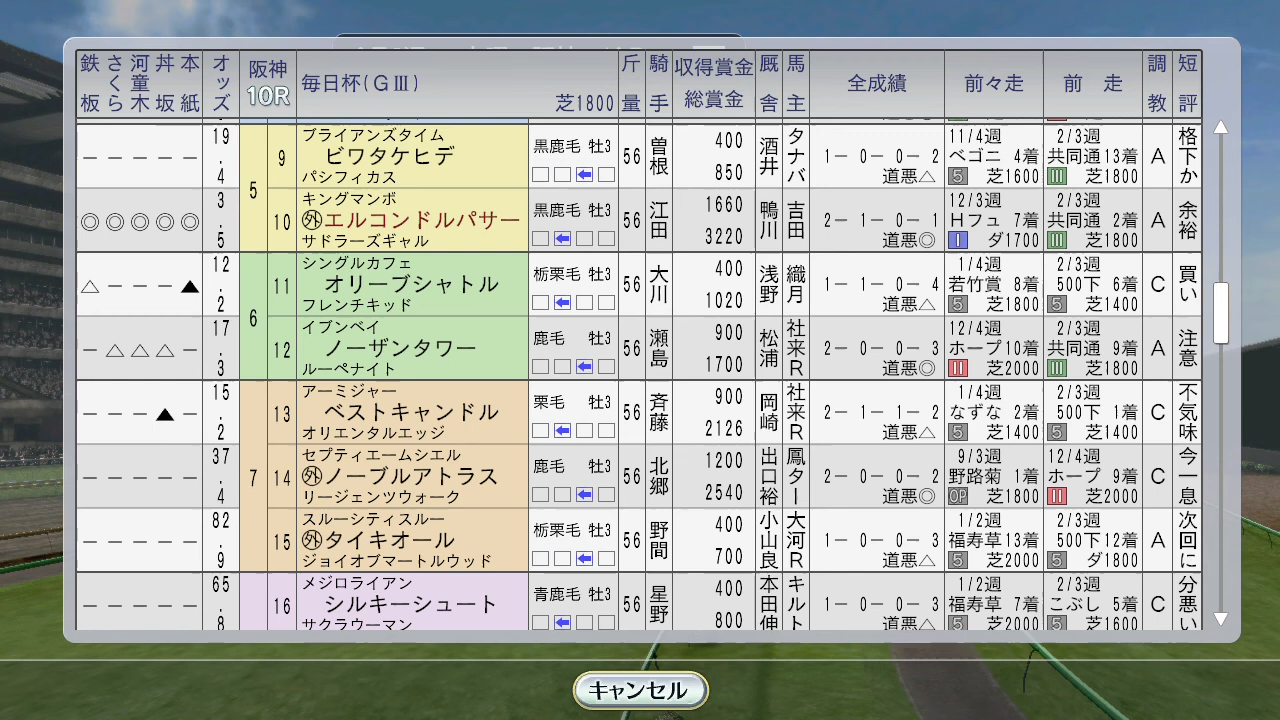 鉄板 さくら 河童木 丼坂 本紙 オッズ 阪神 10R 毎日杯(GⅢ) 芝1800 斤量 騎手 収得賞金 総賞金 厩舎 馬主 全成績 前々走 前走 調教 短評
— — — — — 19.4 5 9 ブライアンズタイム
ビワタケヒデ
パシフィカス
黒鹿毛 牡3 56 曽根 400 850 酒井 タナバ 1- 0- 0- 2 道悪△ 11/4週 ベゴニ 4着 5 芝1600 2/3週 共同通13着 Ⅲ 芝1800 A 格下か
◎ ◎ ◎ ◎ ◎ 3.5 10 キングマンボ
外エルコンドルパサー
サドラーズギャル
黒鹿毛 牡3 56 江田 1660 3220 鴨川 吉田 2- 1- 0- 1 道悪◎ 12/3週 Hフュ 7着 Ⅰ ダ1700 2/3週 共同通 2着 Ⅲ 芝1800 A 余裕
△ — — — ▲ 12.2 6 11 シングルカフェ
オリーブシャトル
フレンチキッド
栃栗毛 牡3 56 大川 400 1020 浅野 織月 1- 1- 0- 4 道悪△ 1/4週 若竹賞 8着 5 芝1800 2/3週 500下 6着 5 芝1400 C 買い
— △ △ △ — 17.3 12 イブンベイ
ノーザンタワー
ルーペナイト
鹿毛 牡3 56 瀬島 900 1700 松浦 社来R 2- 0- 0- 3 道悪◎ 12/4週 ホープ10着 Ⅱ 芝2000 2/3週 共同通 9着 Ⅲ 芝1800 A 注意
— — — ▲ — 15.2 7 13 アーミジャー
ベストキャンドル
オリエンタルエッジ
栗毛 牡3 56 斉藤 900 2126 岡崎 社来R 2- 1- 1- 2 道悪△ 1/4週 なずな 2着 5 芝1400 2/3週 500下 1着 5 芝1400 C 不気味
— — — — — 37.4 14 セプティエームシエル
外ノーブルアトラス
リージェンツウォーク
鹿毛 牡3 56 北郷 1200 2540 出口裕 鳳ター 2- 0- 0- 2 道悪◎ 9/3週 野路菊 1着 OP 芝1800 12/4週 ホープ 9着 Ⅱ 芝2000 C 今一息
— — — — — 82.9 15 スルーシティスルー
外タイキオール
ジョイオブマートルウッド
栃栗毛 牡3 56 野間 400 700 小山良 大河R 1- 0- 0- 3 道悪△ 1/2週 福寿草13着 5 芝2000 2/3週 500下12着 5 ダ1800 A 次回に
— — — — — 65.8 16 メジロライアン
シルキーシュート
サクラウーマン
青鹿毛 牡3 56 星野 400 800 本田伸 キルト 1- 0- 0- 3 道悪△ 1/2週 福寿草 7着 5 芝2000 2/3週 こぶし 5着 5 芝1600 C 分悪い
キャンセル